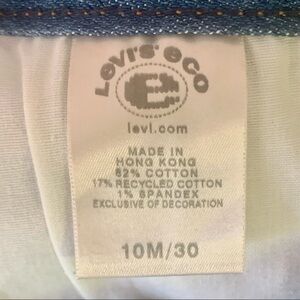 Levi's eco
e
levi.com
MADE IN
HONG KONG
82% COTTON
17% RECYCLED COTTON
1% SPANDEX
EXCLUSIVE OF DECORATION
10M/30